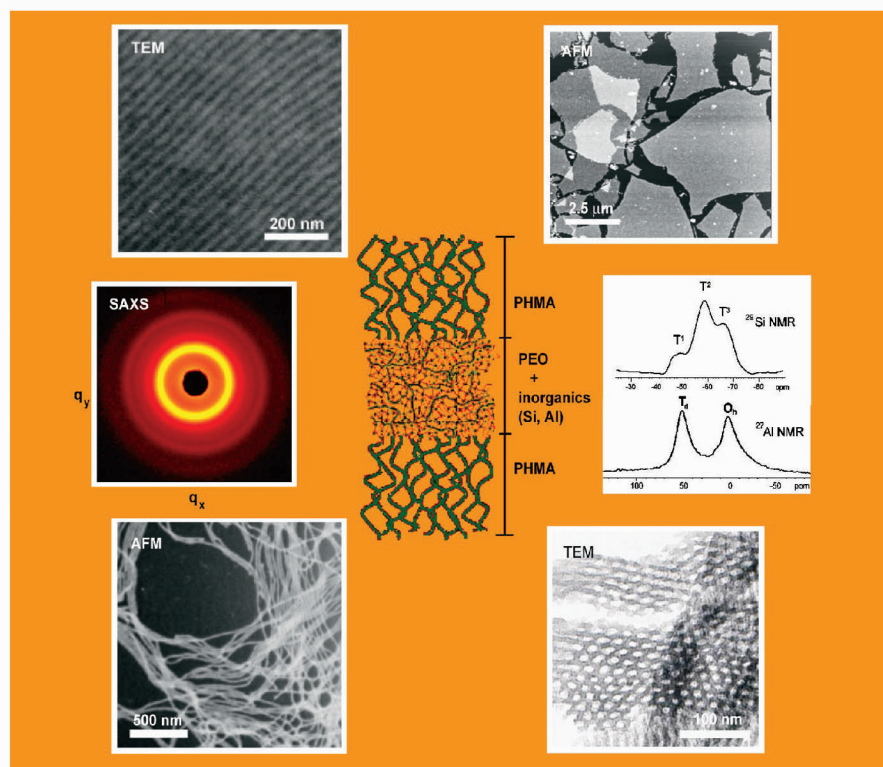 TEM
200 nm
AFM
2.5 μm
SAXS
q_y
q_x
PHMA
PEO
+
inorganics
(Si, Al)
PHMA
T²
T¹
T³
²⁹Si NMR
-30 -40 -50 -60 -70 -80 ppm
T_d
O_h
²⁷Al NMR
100 50 0 -50 ppm
AFM
500 nm
TEM
100 nm